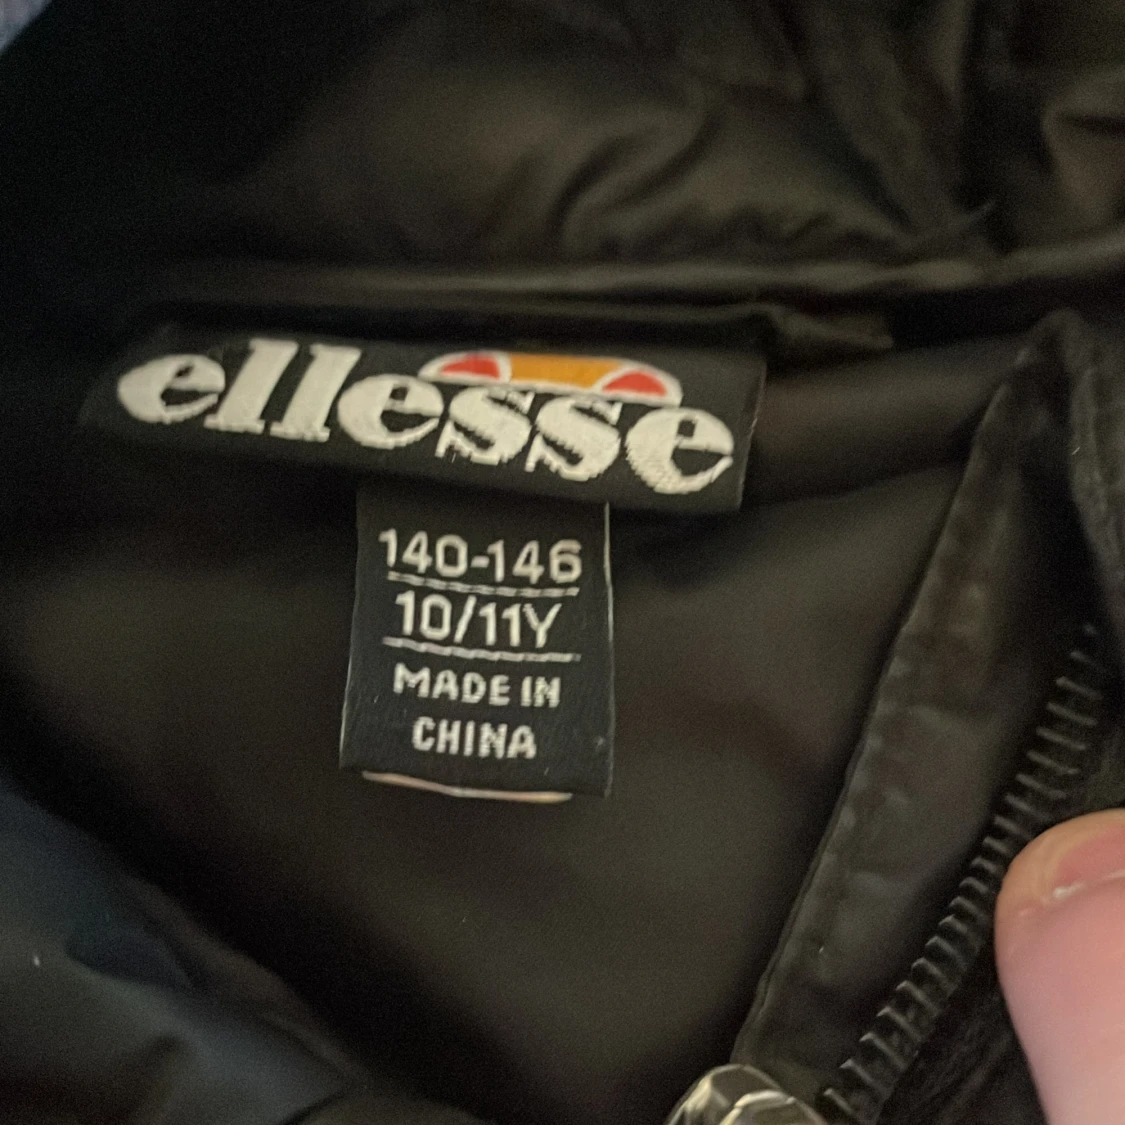 ellesse
140-146
10/11Y
MADE IN
CHINA